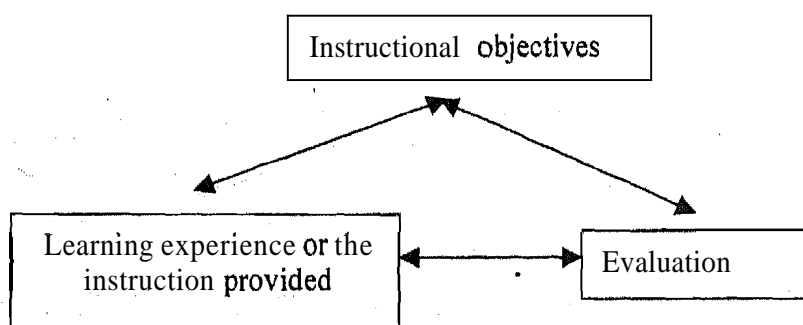 Instructional objectives
Learning experience or the
instruction provided
Evaluation